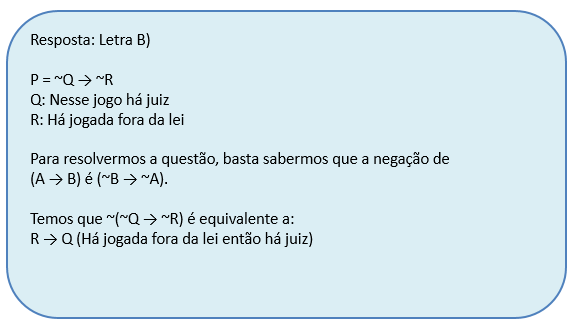 Resposta: Letra B)
P = ~Q → ~R
Q: Nesse jogo há juiz
R: Há jogada fora da lei
Para resolvermos a questão, basta sabermos que a negação de
(A → B) é (~B → ~A).
Temos que ~(~Q → ~R) é equivalente a:
R → Q (Há jogada fora da lei então há juiz)